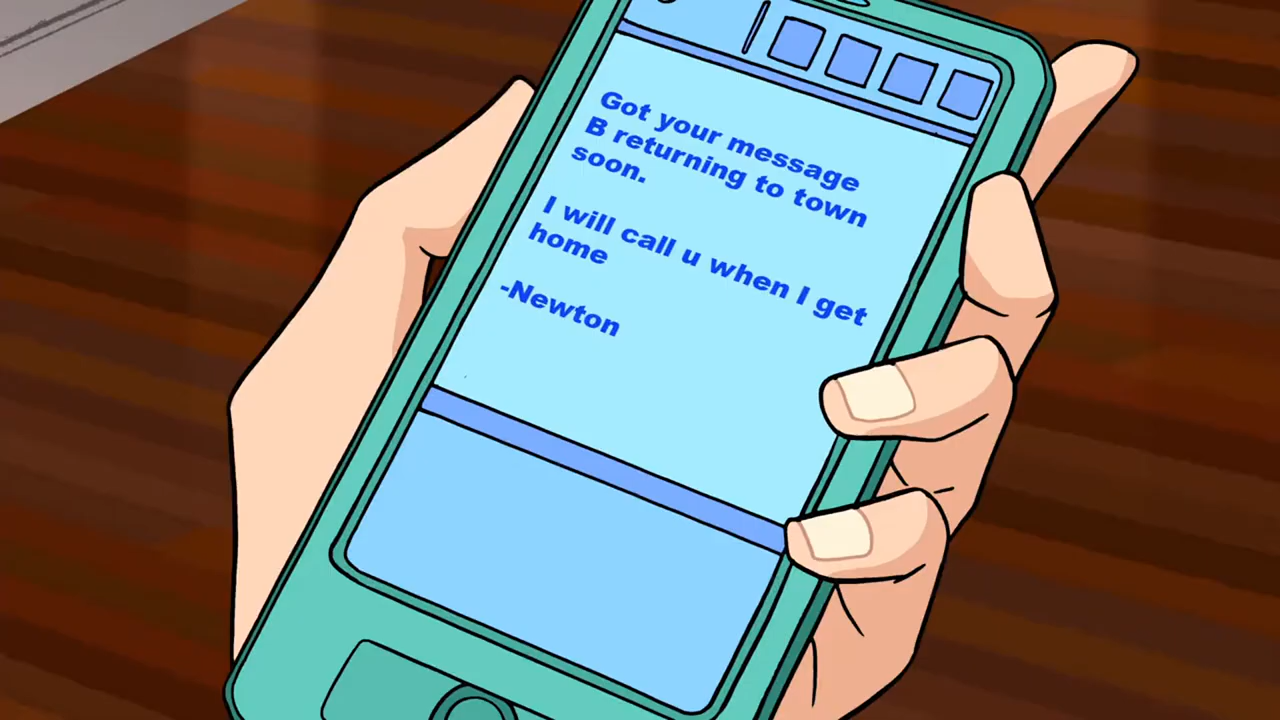 Got your message
B returning to town
soon.
I will call u when I get
home
-Newton